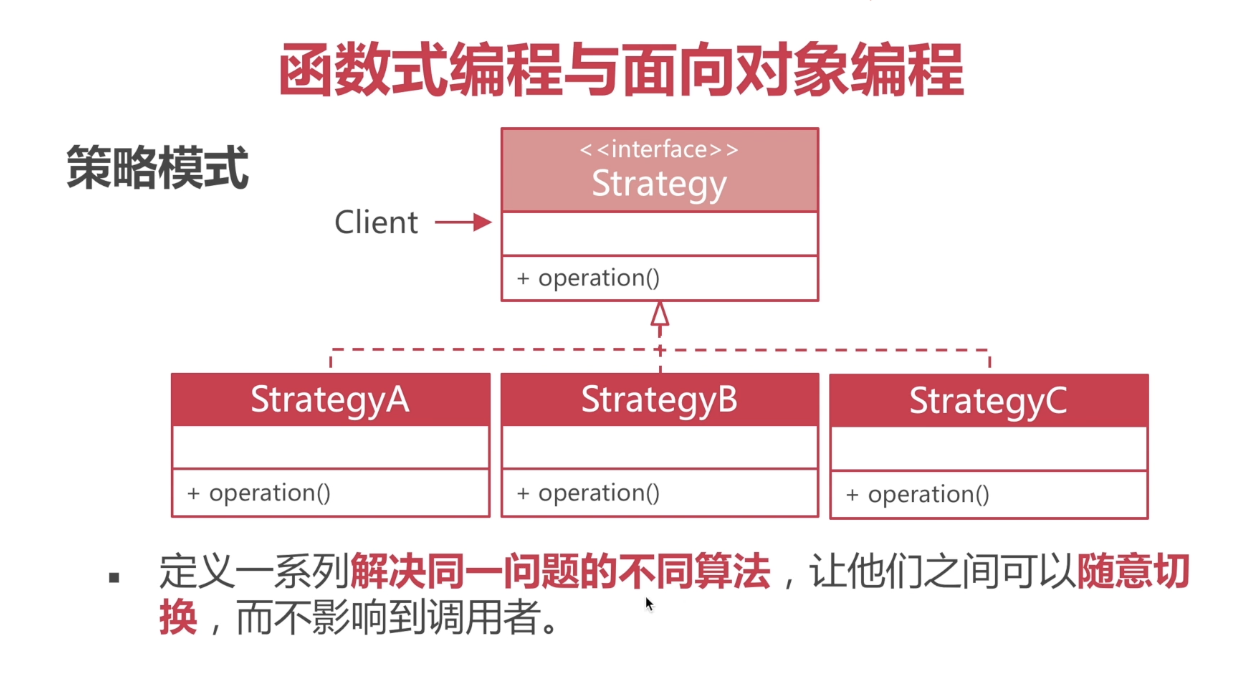 函数式编程与面向对象编程
策略模式
<<interface>>
Strategy
Client
+ operation()
StrategyA
StrategyB
StrategyC
+ operation()
+ operation()
+ operation()
▪ 定义一系列解决同一问题的不同算法，让他们之间可以随意切
换，而不影响到调用者。